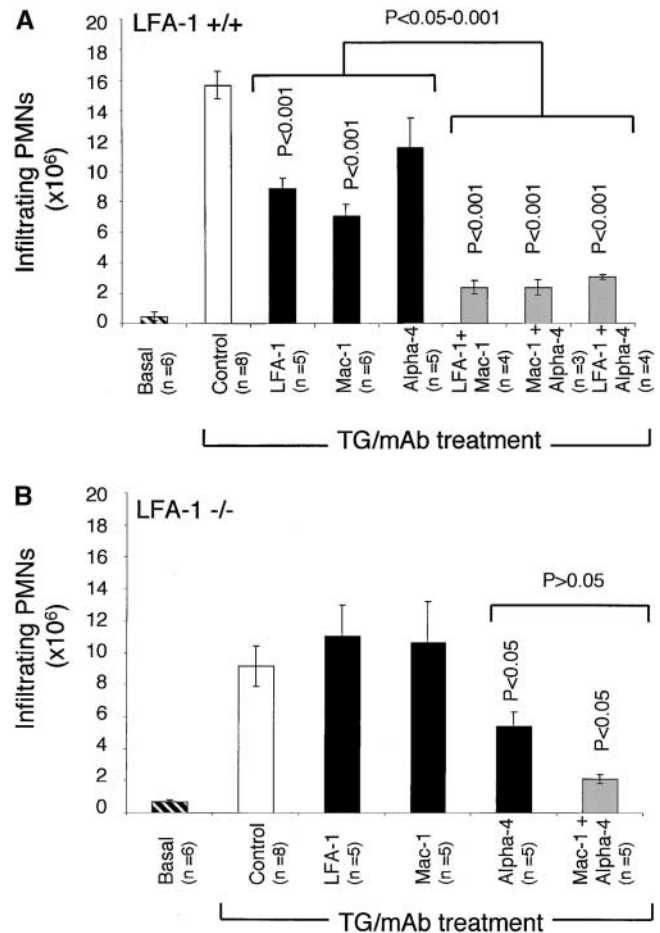 A
LFA-1 +/+
P<0.05-0.001
Infiltrating PMNs
(x10⁶)
20
18
16
14
12
10
8
6
4
2
0
P<0.001
P<0.001
P<0.001
P<0.001
P<0.001
Basal
(n =6)
Control
(n =8)
LFA-1
(n =5)
Mac-1
(n =6)
Alpha-4
(n =5)
LFA-1+
Mac-1
(n =4)
Mac-1 +
Alpha-4
(n =3)
LFA-1 +
Alpha-4
(n =4)
TG/mAb treatment
B
LFA-1 -/-
P>0.05
Infiltrating PMNs
(x10⁶)
20
18
16
14
12
10
8
6
4
2
0
P<0.05
P<0.05
Basal
(n =6)
Control
(n =8)
LFA-1
(n =5)
Mac-1
(n =5)
Alpha-4
(n =5)
Mac-1 +
Alpha-4
(n =5)
TG/mAb treatment